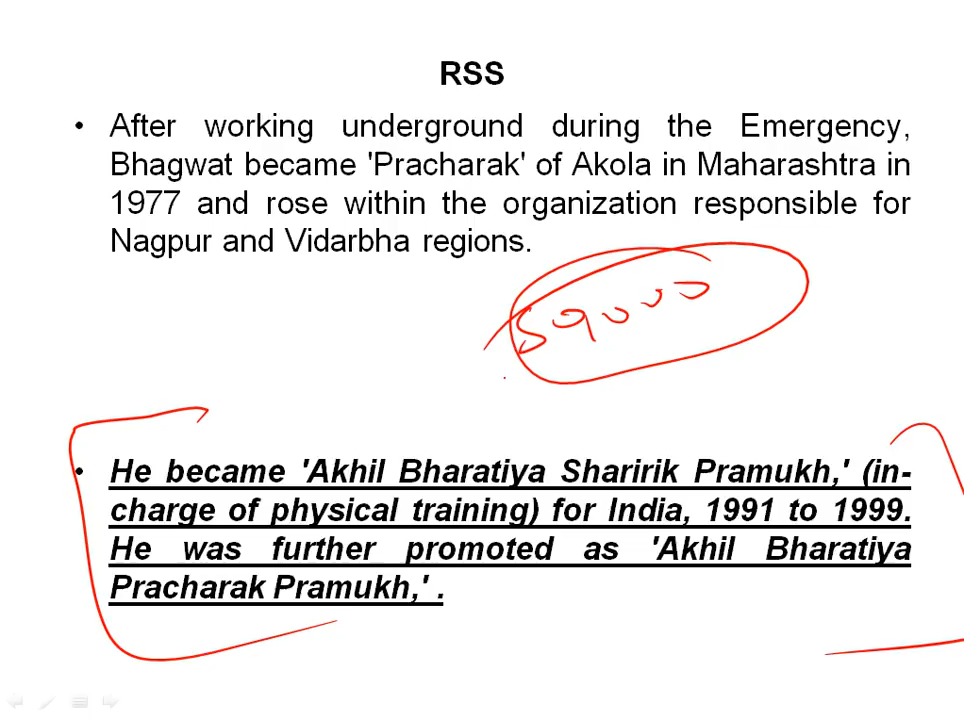 RSS
• After working underground during the Emergency,
Bhagwat became 'Pracharak' of Akola in Maharashtra in
1977 and rose within the organization responsible for
Nagpur and Vidarbha regions.
59000
• He became 'Akhil Bharatiya Sharirik Pramukh,' (in-
charge of physical training) for India, 1991 to 1999.
He was further promoted as 'Akhil Bharatiya
Pracharak Pramukh,' .